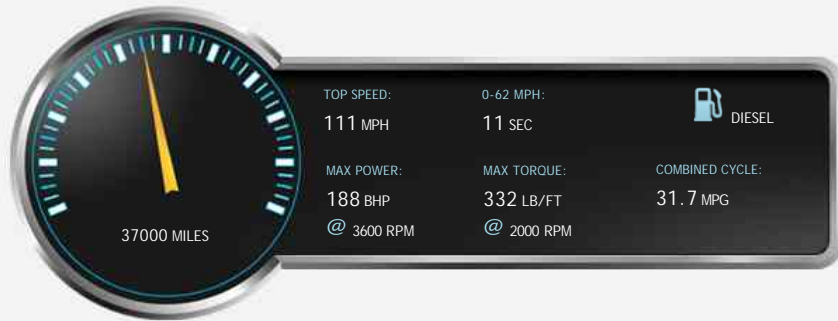 37000 MILES
TOP SPEED:
111 MPH
0-62 MPH:
11 SEC
DIESEL
MAX POWER:
188 BHP
@ 3600 RPM
MAX TORQUE:
332 LB/FT
@ 2000 RPM
COMBINED CYCLE:
31.7 MPG